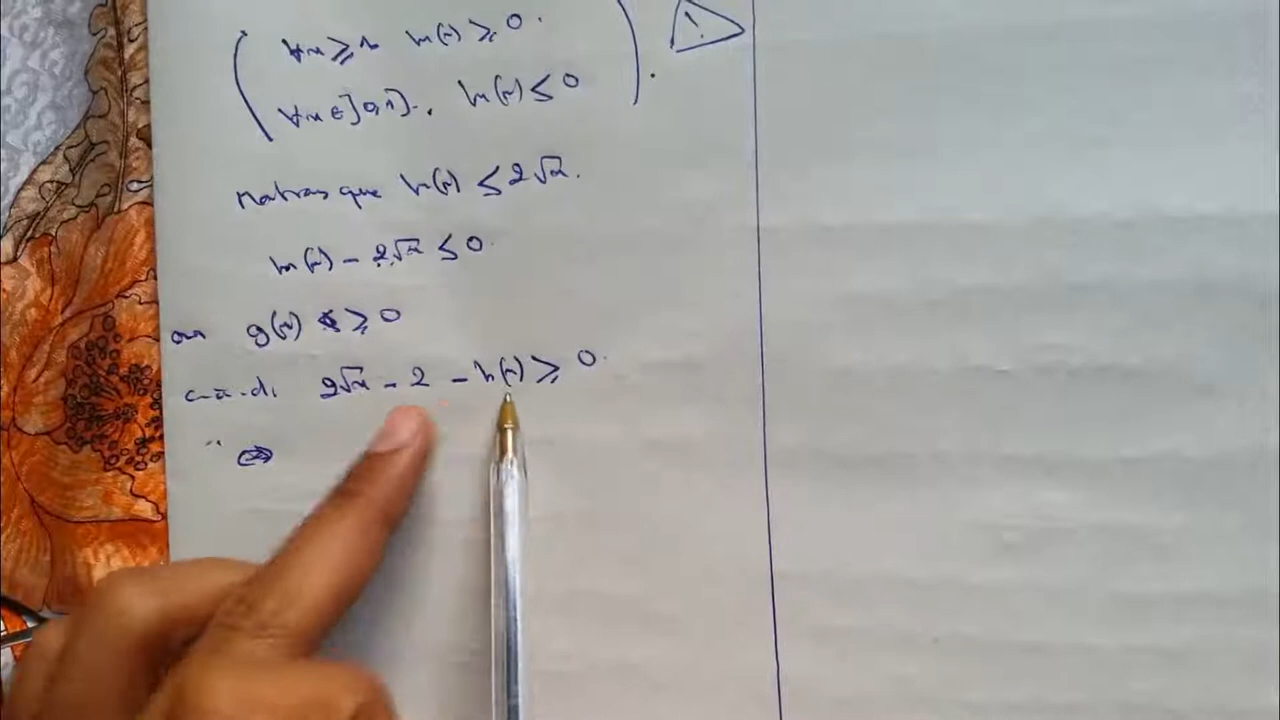 ( ∀x ≥ 1 ln(x) ≥ 0.
∀x ∈ ]0,1]. ln(x) ≤ 0 ). !
Montrons que ln(x) ≤ 2√x.
ln(x) - 2√x ≤ 0.
on g(x) ≥ 0
c-à-di 2√x - 2 - ln(x) ≥ 0.
⇔